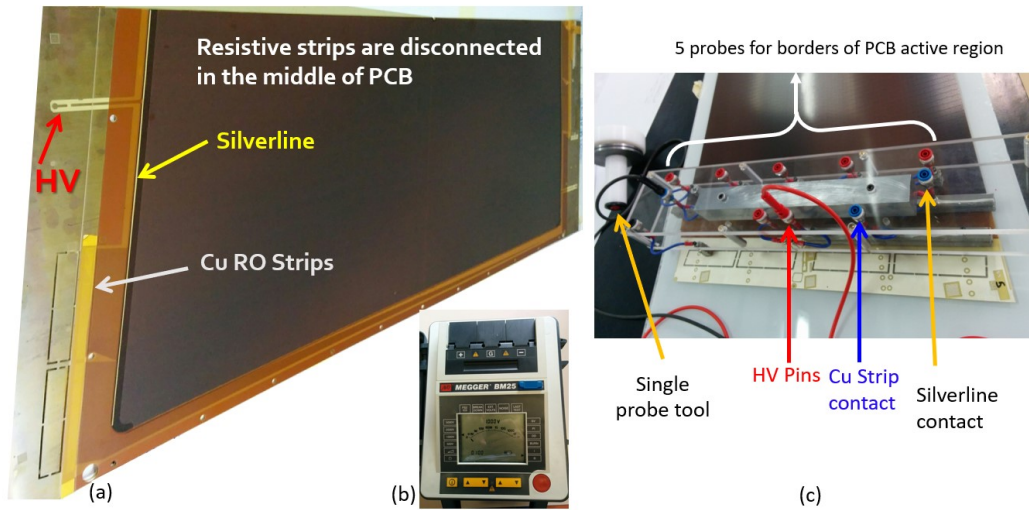 Resistive strips are disconnected
in the middle of PCB
Silverline
HV
Cu RO Strips
(a)
MEGGER BM25
1000V
(b)
5 probes for borders of PCB active region
Single
probe tool
HV Pins
Cu Strip
contact
Silverline
contact
5
(c)